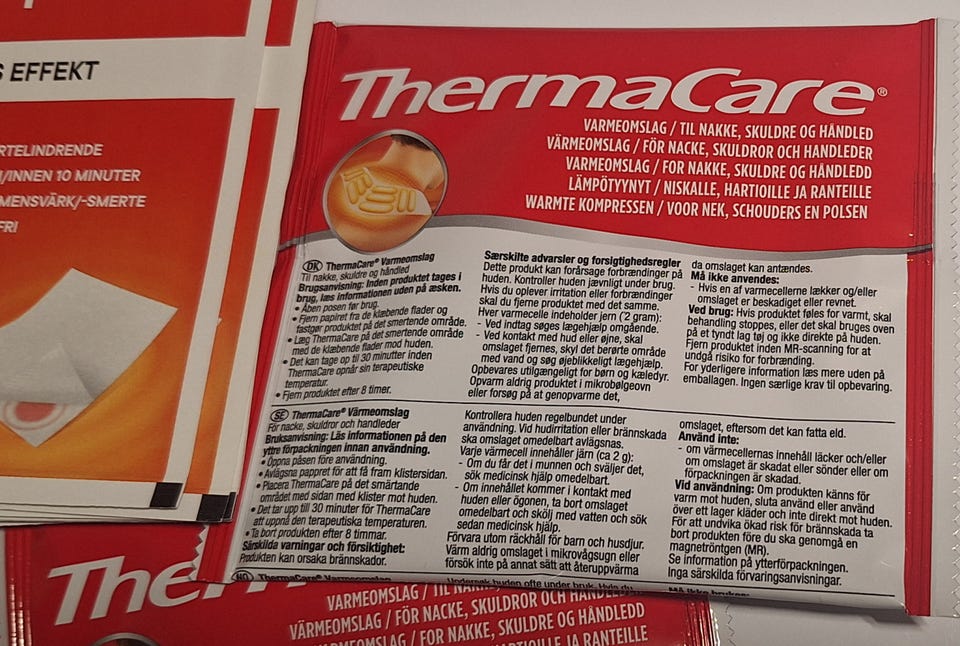 S EFFEKT
RTELINDRENDE
/INNEN 10 MINUTER
MENSVÄRK/-SMERTE
FRI
ThermaCare®
VARMEOMSLAG / TIL NAKKE, SKULDRE OG HÅNDLED
VÄRMEOMSLAG / FÖR NACKE, SKULDROR OCH HANDLEDER
VARMEOMSLAG / FOR NAKKE, SKULDRE OG HÅNDLEDD
LÄMPÖTYYNYT / NISKALLE, HARTIOILLE JA RANTEILLE
WARMTE KOMPRESSEN / VOOR NEK, SCHOUDERS EN POLSEN
DK ThermaCare® Varmeomslag
Til nakke, skuldre og håndled
Brugsanvisning: Inden produktet tages i
brug, læs informationen uden på æsken.
• Åben posen før brug.
• Fjern papiret fra de klæbende flader og
fastgør produktet på det smertende område.
• Læg ThermaCare på det smertende område
med de klæbende flader mod huden.
• Det kan tage op til 30 minutter inden
ThermaCare opnår sin terapeutiske
temperatur.
• Fjern produktet efter 8 timer.
Særskilte advarsler og forsigtighedsregler
Dette produkt kan forårsage forbrændinger på
huden. Kontroller huden jævnligt under brug.
Hvis du oplever irritation eller forbrændinger
skal du fjerne produktet med det samme.
Hver varmecelle indeholder jern (˜2 gram):
- Ved indtag søges lægehjælp omgående.
- Ved kontakt med hud eller øjne, skal
omslaget fjernes, skyl det berørte område
med vand og søg øjeblikkeligt lægehjælp.
Opbevares utilgængeligt for børn og kæledyr.
Opvarm aldrig produktet i mikrobølgeovn
eller forsøg på at genopvarme det,
da omslaget kan antændes.
Må ikke anvendes:
- Hvis en af varmecellerne lækker og/eller
omslaget er beskadiget eller revnet.
Ved brug: Hvis produktet føles for varmt, skal
behandling stoppes, eller det skal bruges oven
på et tyndt lag tøj og ikke direkte på huden.
Fjern produktet inden MR-scanning for at
undgå risiko for forbrænding.
For yderligere information læs mere uden på
emballagen. Ingen særlige krav til opbevaring.
SE ThermaCare® Värmeomslag
För nacke, skuldror och handleder
Bruksanvisning: Läs informationen på den
yttre förpackningen innan användning.
• Öppna påsen före användning.
• Avlägsna pappret för att få fram klistersidan.
• Placera ThermaCare på det smärtande
området med sidan med klister mot huden.
• Det tar upp till 30 minuter för ThermaCare
att uppnå den terapeutiska temperaturen.
• Ta bort produkten efter 8 timmar.
Särskilda varningar och försiktighet:
Produkten kan orsaka brännskador.
Kontrollera huden regelbundet under
användning. Vid hudirritation eller brännskada
ska omslaget omedelbart avlägsnas.
Varje värmecell innehåller järn (ca 2 g):
- Om du får det i munnen och sväljer det,
sök medicinsk hjälp omedelbart.
- Om innehållet kommer i kontakt med
huden eller ögonen, ta bort omslaget
omedelbart och skölj med vatten och sök
sedan medicinsk hjälp.
Förvara utom räckhåll för barn och husdjur.
Värm aldrig omslaget i mikrovågsugn eller
försök inte på annat sätt att återuppvärma
omslaget, eftersom det kan fatta eld.
Använd inte:
- om värmecellernas innehåll läcker och/eller
om omslaget är skadat eller sönder eller om
förpackningen är skadad.
Vid användning: Om produkten känns för
varm mot huden, sluta använd eller använd
över ett lager kläder och inte direkt mot huden.
För att undvika ökad risk för brännskada ta
bort produkten före du ska genomgå en
magnetröntgen (MR).
Se information på ytterförpackningen.
Inga särskilda förvaringsanvisningar.
NO ThermaCare® Varmeomslag
Undersøk huden ofte under bruk. Hvis du
Må ikke brukes:
The
VARMEOMSLAG / TIL NAKKE, SKULDRE OG HÅNDLED
VÄRMEOMSLAG / FÖR NACKE, SKULDROR OCH HANDLEDER
VARMEOMSLAG / FOR NAKKE, SKULDRE OG HÅNDLEDD
HARTIOILLE JA RANTEILLE